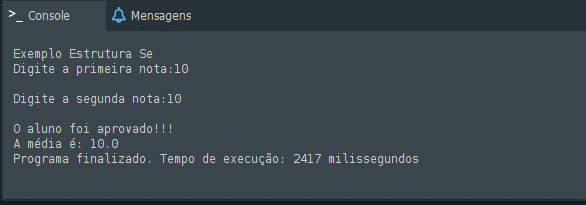 >_ Console Mensagens
Exemplo Estrutura Se
Digite a primeira nota:10
Digite a segunda nota:10
O aluno foi aprovado!!!
A média é: 10.0
Programa finalizado. Tempo de execução: 2417 milissegundos